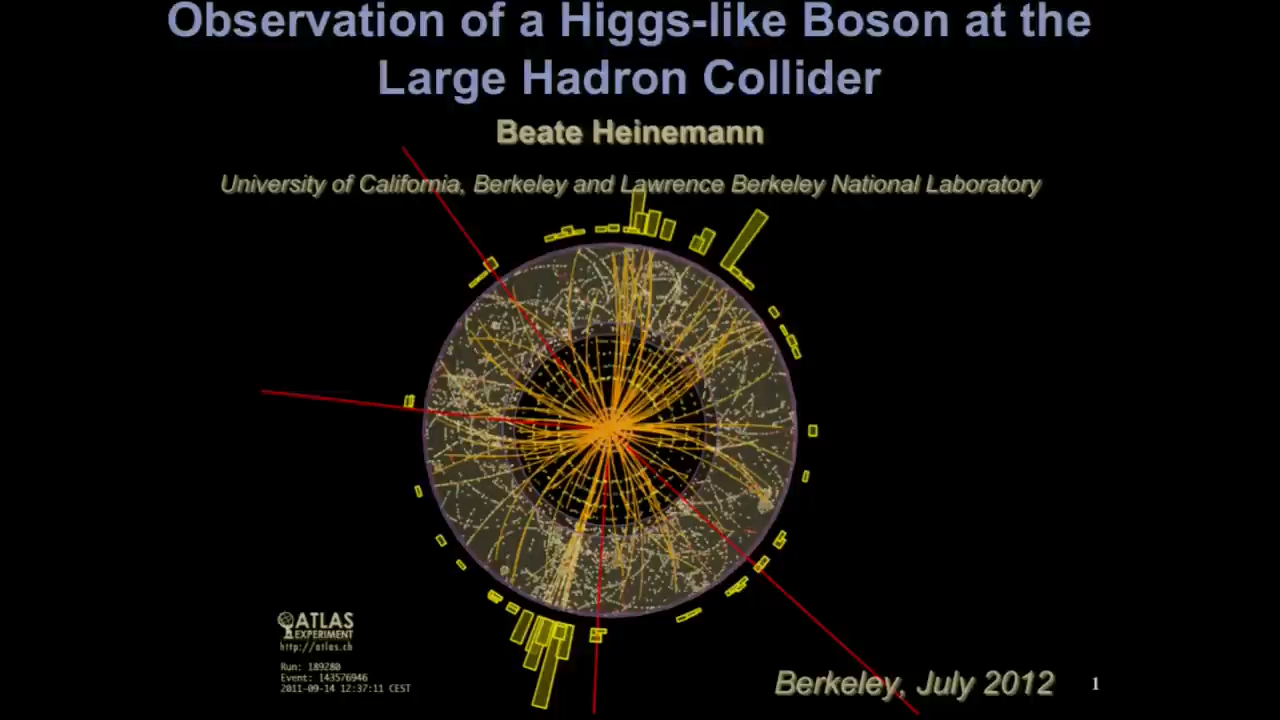 Observation of a Higgs-like Boson at the
Large Hadron Collider
Beate Heinemann
University of California, Berkeley and Lawrence Berkeley National Laboratory
ATLAS
EXPERIMENT
http://atlas.ch
Run: 189280
Event: 143576946
2011-09-14 12:37:11 CEST
Berkeley, July 2012
1